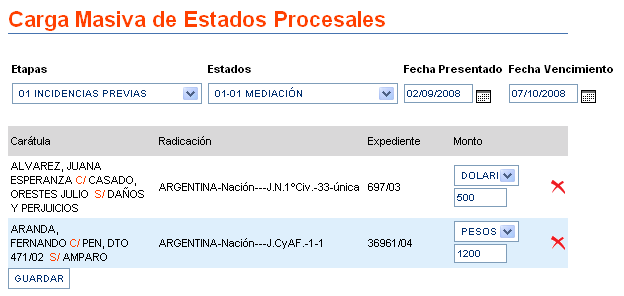 Carga Masiva de Estados Procesales
Etapas Estados Fecha Presentado Fecha Vencimiento
01 INCIDENCIAS PREVIAS 01-01 MEDIACIÓN 02/09/2008 07/10/2008
Carátula Radicación Expediente Monto
ALVAREZ, JUANA
ESPERANZA C/ CASADO,
ORESTES JULIO S/ DAÑOS
Y PERJUICIOS
ARGENTINA-Nación---J.N.1ºCiv.-33-única 697/03
DOLARI
500
ARANDA,
FERNANDO C/ PEN, DTO
471/02 S/ AMPARO
ARGENTINA-Nación---J.CyAF.-1-1 36961/04
PESOS
1200
GUARDAR